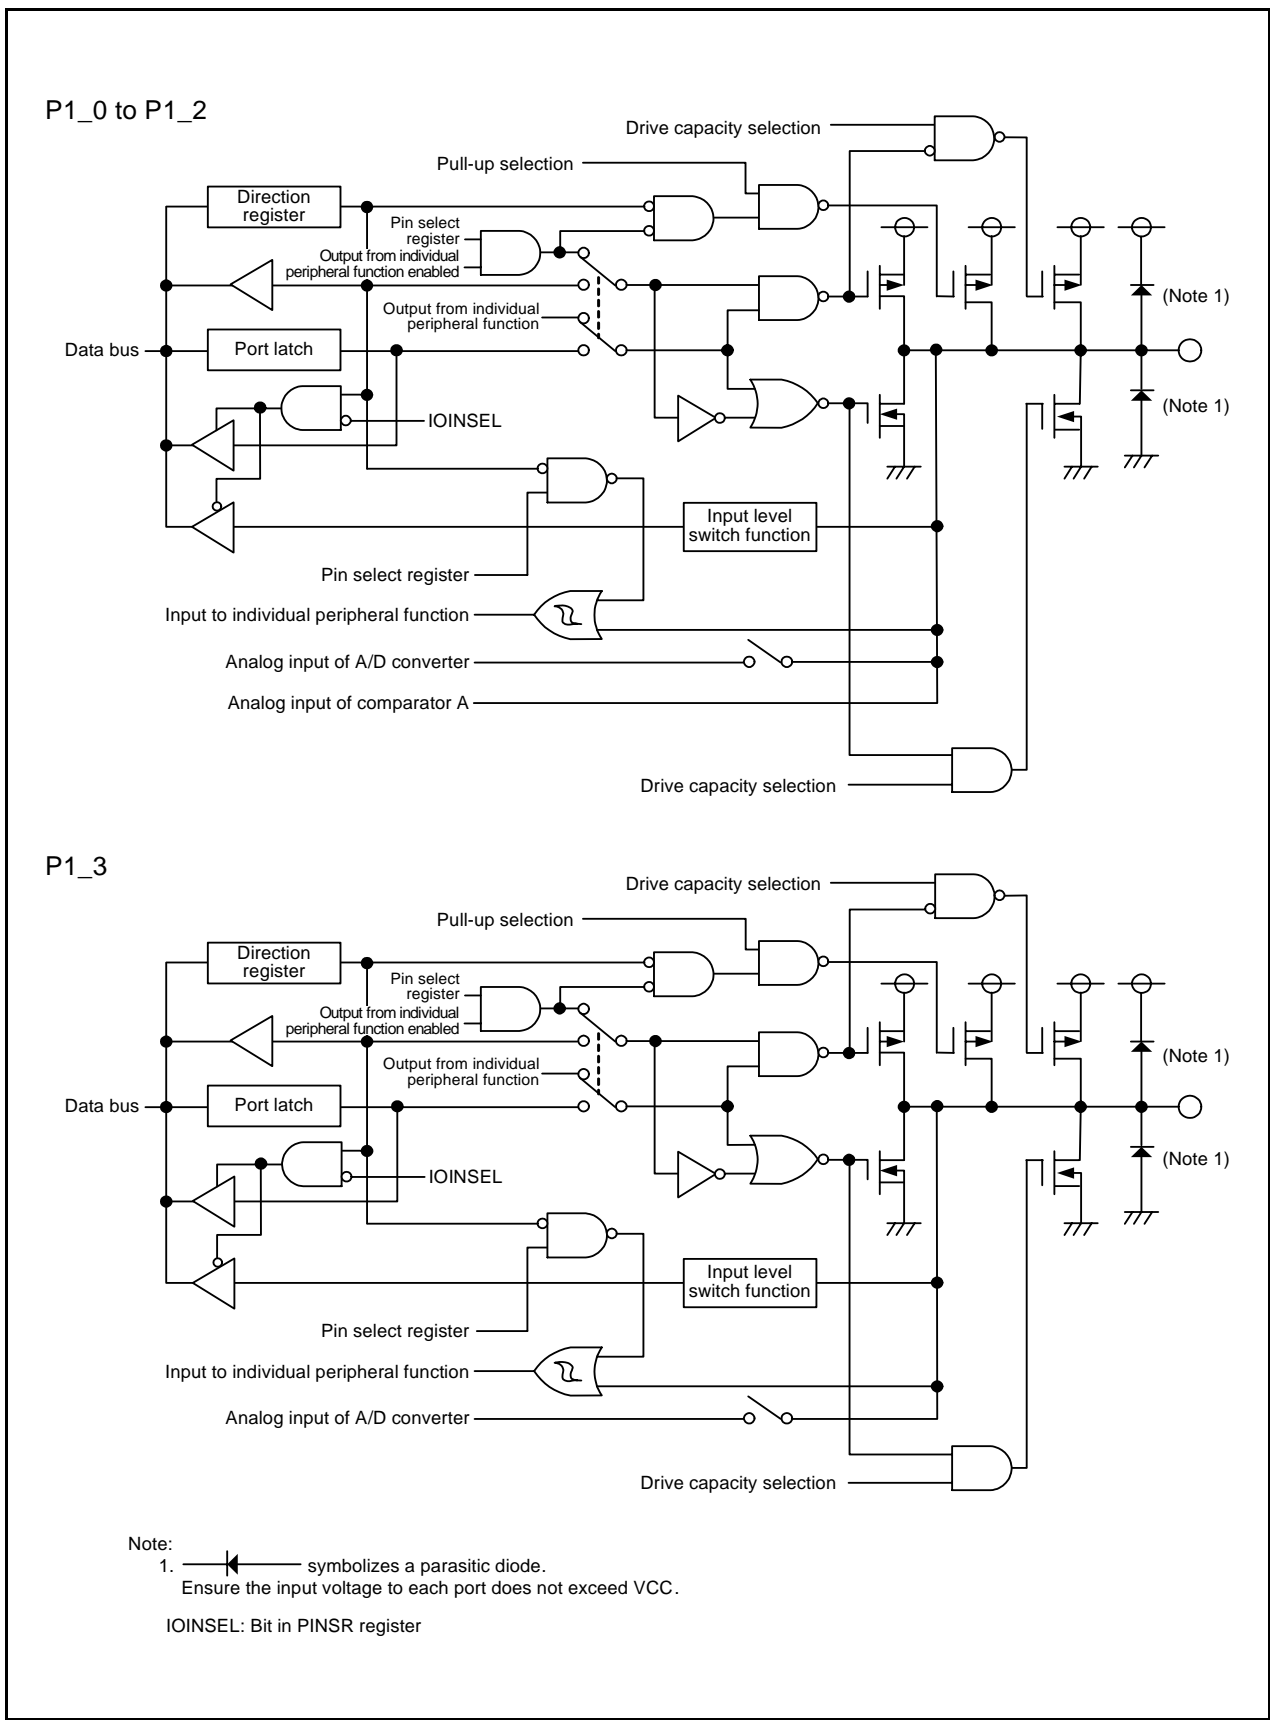 P1_0 to P1_2
Drive capacity selection
Pull-up selection
Direction
register
Pin select
register
Output from individual
peripheral function enabled
(Note 1)
Output from individual
peripheral function
Data bus
Port latch
(Note 1)
IOINSEL
Input level
switch function
Pin select register
Input to individual peripheral function
Analog input of A/D converter
Analog input of comparator A
Drive capacity selection
P1_3
Drive capacity selection
Pull-up selection
Direction
register
Pin select
register
Output from individual
peripheral function enabled
(Note 1)
Output from individual
peripheral function
Data bus
Port latch
(Note 1)
IOINSEL
Input level
switch function
Pin select register
Input to individual peripheral function
Analog input of A/D converter
Drive capacity selection
Note:
1. symbolizes a parasitic diode.
Ensure the input voltage to each port does not exceed VCC.
IOINSEL: Bit in PINSR register